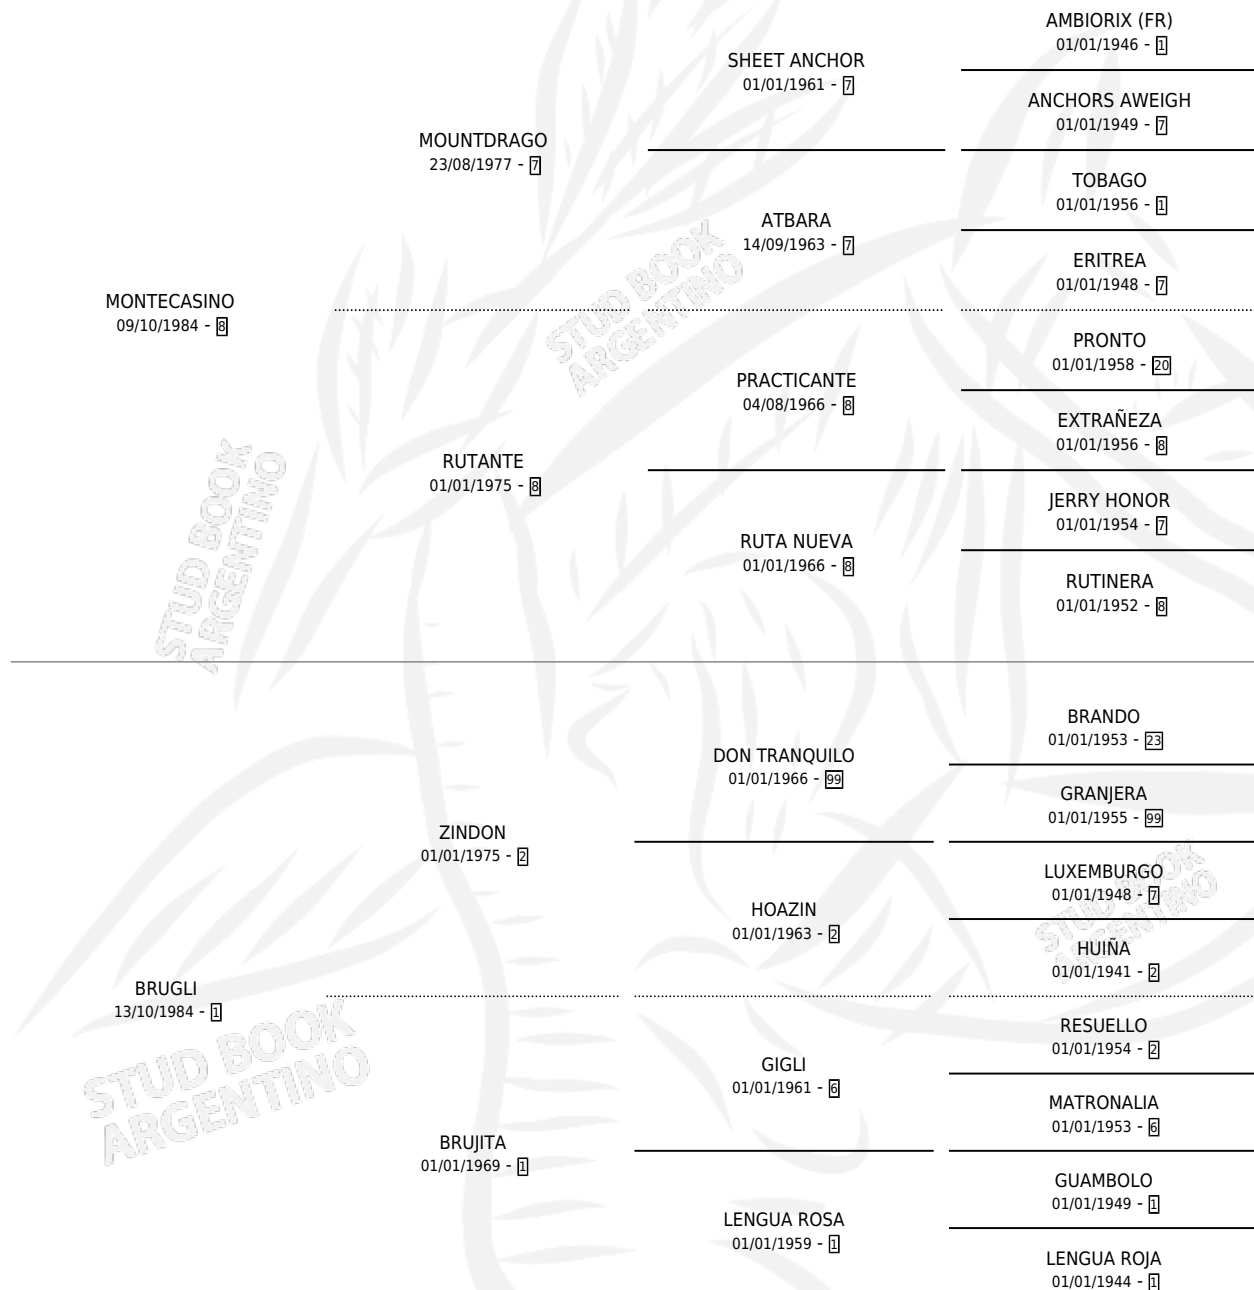 AMBIORIX (FR)
01/01/1946 - 1
SHEET ANCHOR
01/01/1961 - 7
ANCHORS AWEIGH
01/01/1949 - 7
MOUNTDRAGO
23/08/1977 - 7
TOBAGO
01/01/1956 - 1
ATBARA
14/09/1963 - 7
ERITREA
01/01/1948 - 7
MONTECASINO
09/10/1984 - 8
PRONTO
01/01/1958 - 20
PRACTICANTE
04/08/1966 - 8
EXTRAÑEZA
01/01/1956 - 8
RUTANTE
01/01/1975 - 8
JERRY HONOR
01/01/1954 - 7
RUTA NUEVA
01/01/1966 - 8
RUTINERA
01/01/1952 - 8
BRANDO
01/01/1953 - 23
DON TRANQUILO
01/01/1966 - 99
GRANJERA
01/01/1955 - 99
ZINDON
01/01/1975 - 2
LUXEMBURGO
01/01/1948 - 7
HOAZIN
01/01/1963 - 2
HUIÑA
01/01/1941 - 2
BRUGLI
13/10/1984 - 1
RESUELLO
01/01/1954 - 2
GIGLI
01/01/1961 - 6
MATRONALIA
01/01/1953 - 6
BRUJITA
01/01/1969 - 1
GUAMBOLO
01/01/1949 - 1
LENGUA ROSA
01/01/1959 - 1
LENGUA ROJA
01/01/1944 - 1
STUD BOOK
ARGENTINO
STUD BOOK
ARGENTINO
STUD BOOK
ARGENTINO
STUD BOOK
ARGENTINO